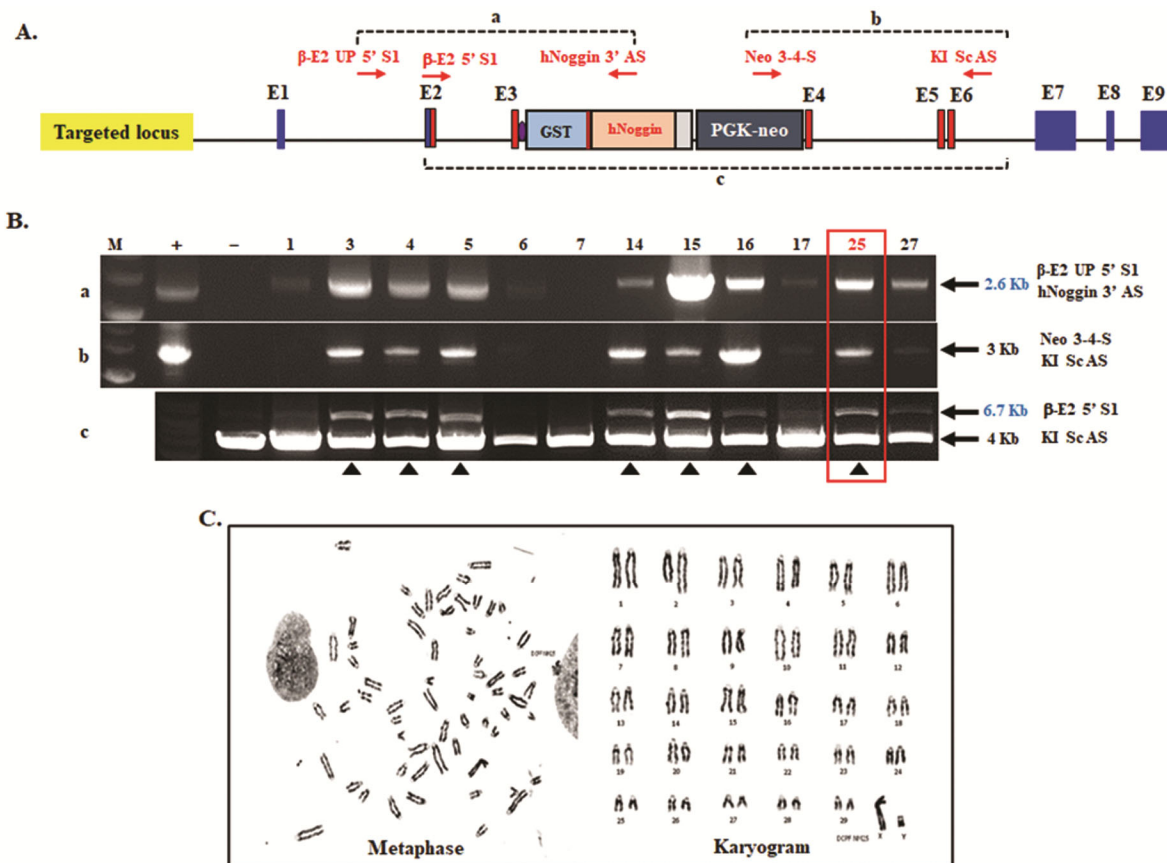 A.
a
b
β-E2 UP 5' S1
β-E2 5' S1
hNoggin 3' AS
Neo 3-4-S
KI Sc AS
E1
E2
E3
E4
E5
E6
E7
E8
E9
Targeted locus
GST
hNoggin
PGK-neo
c
B.
M + – 1 3 4 5 6 7 14 15 16 17 25 27
a
2.6 Kb
β-E2 UP 5' S1
hNoggin 3' AS
b
3 Kb
Neo 3-4-S
KI Sc AS
c
6.7 Kb
4 Kb
β-E2 5' S1
KI Sc AS
C.
1 2 3 4 5 6
7 8 9 10 11 12
13 14 15 16 17 18
19 20 21 22 23 24
25 26 27 28 29
X Y
Metaphase
Karyogram